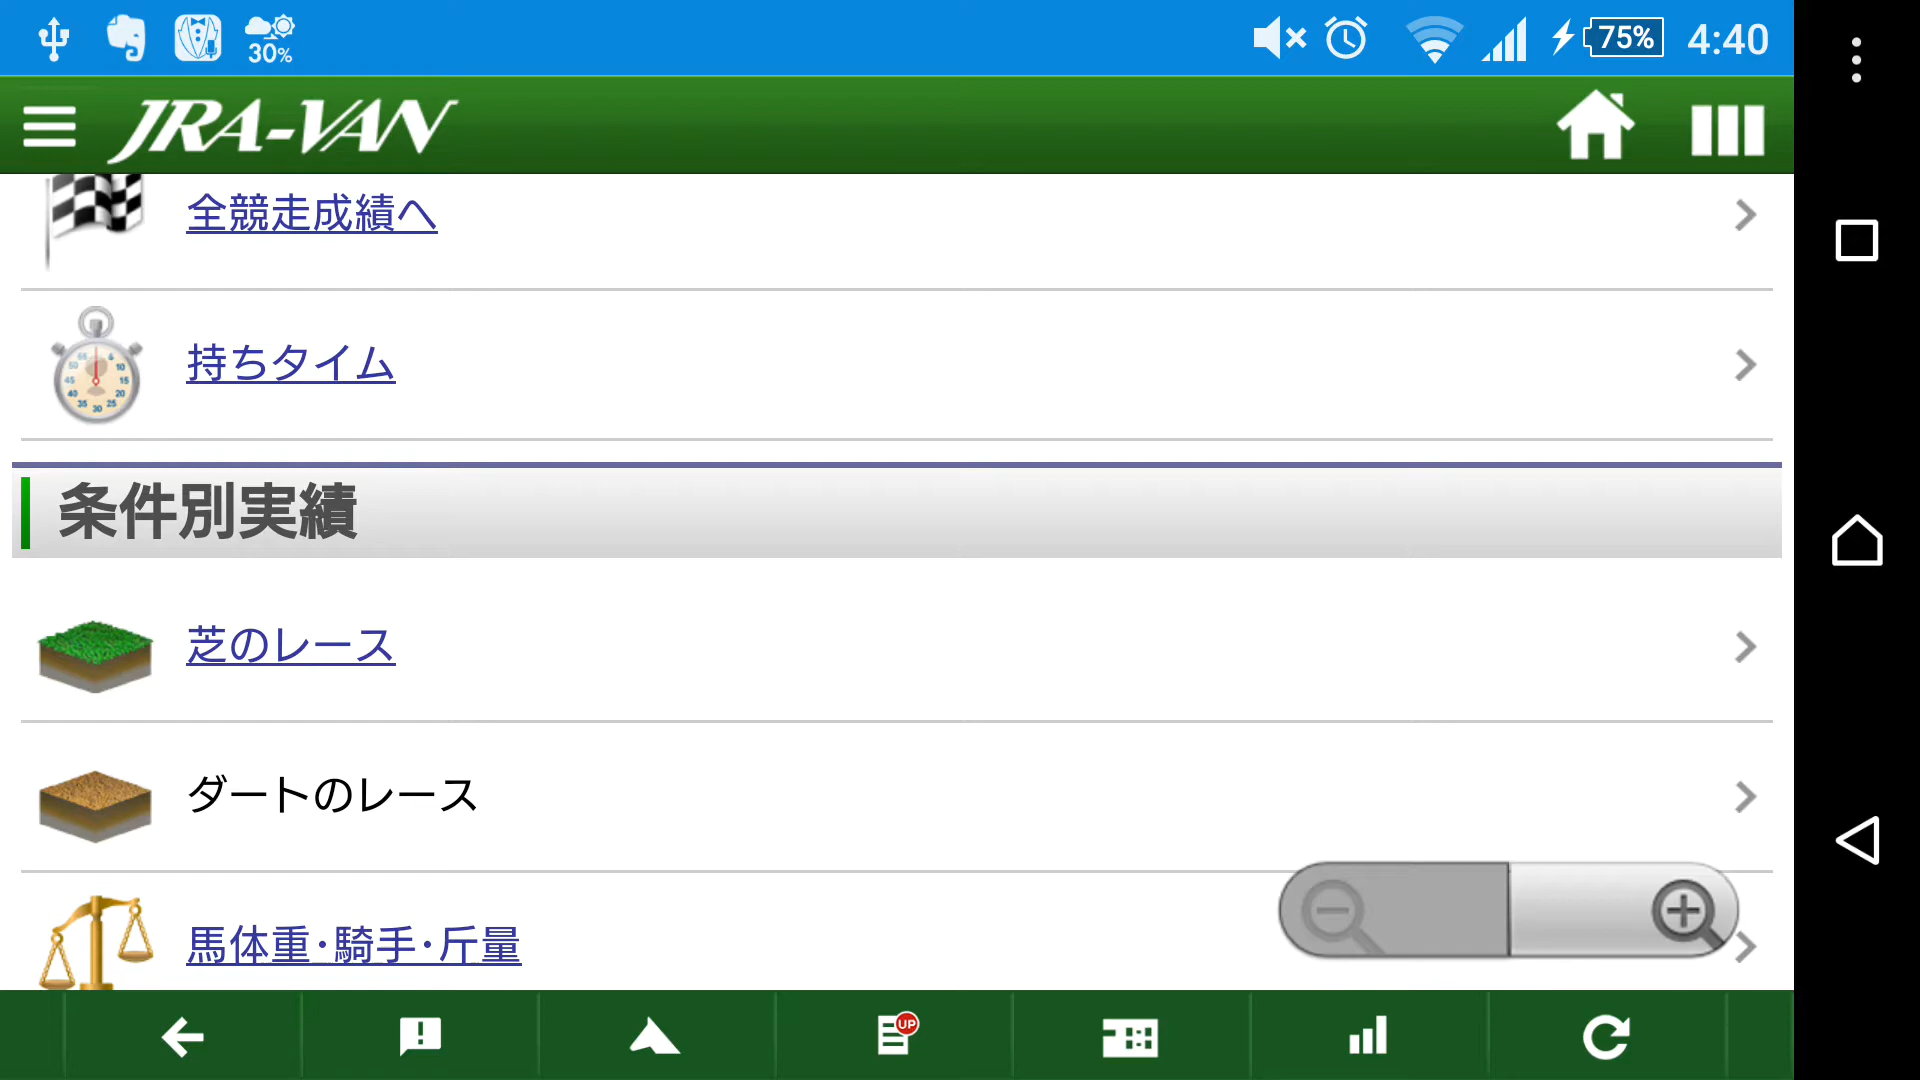 30%
75%
4:40
JRA-VAN
全競走成績へ
持ちタイム
条件別実績
芝のレース
ダートのレース
馬体重･騎手･斤量
UP